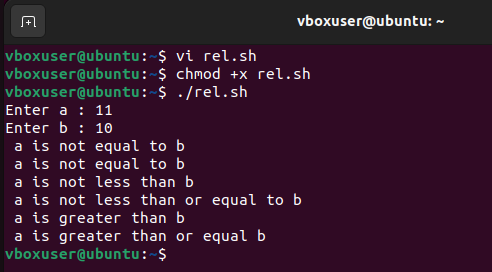 vboxuser@ubuntu: ~
vboxuser@ubuntu:~$ vi rel.sh
vboxuser@ubuntu:~$ chmod +x rel.sh
vboxuser@ubuntu:~$ ./rel.sh
Enter a : 11
Enter b : 10
 a is not equal to b
 a is not equal to b
 a is not less than b
 a is not less than or equal to b
 a is greater than b
 a is greater than or equal b
vboxuser@ubuntu:~$